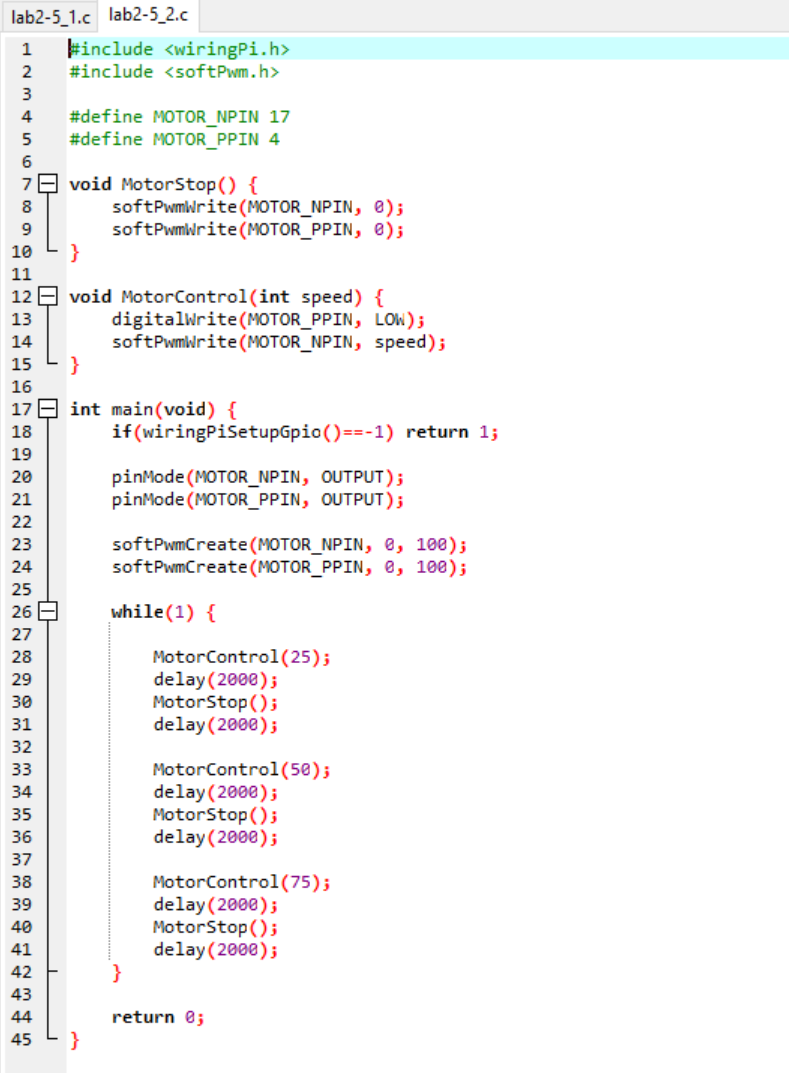 lab2-5_1.c lab2-5_2.c
1 #include <wiringPi.h>
2 #include <softPwm.h>
3
4 #define MOTOR_NPIN 17
5 #define MOTOR_PPIN 4
6
7 void MotorStop() {
8     softPwmWrite(MOTOR_NPIN, 0);
9     softPwmWrite(MOTOR_PPIN, 0);
10 }
11
12 void MotorControl(int speed) {
13     digitalWrite(MOTOR_PPIN, LOW);
14     softPwmWrite(MOTOR_NPIN, speed);
15 }
16
17 int main(void) {
18     if(wiringPiSetupGpio()==-1) return 1;
19
20     pinMode(MOTOR_NPIN, OUTPUT);
21     pinMode(MOTOR_PPIN, OUTPUT);
22
23     softPwmCreate(MOTOR_NPIN, 0, 100);
24     softPwmCreate(MOTOR_PPIN, 0, 100);
25
26     while(1) {
27
28         MotorControl(25);
29         delay(2000);
30         MotorStop();
31         delay(2000);
32
33         MotorControl(50);
34         delay(2000);
35         MotorStop();
36         delay(2000);
37
38         MotorControl(75);
39         delay(2000);
40         MotorStop();
41         delay(2000);
42     }
43
44     return 0;
45 }